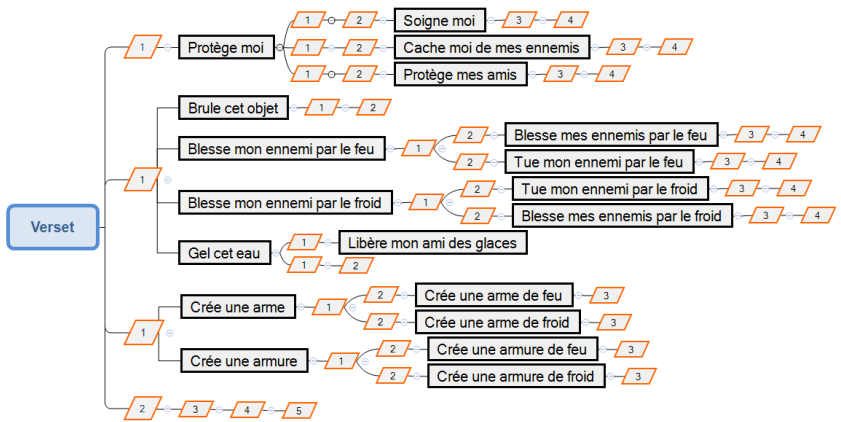 1 2 Soigne moi 3 4
1 Protège moi 1 2 Cache moi de mes ennemis 3 4
1 2 Protège mes amis 3 4
Brule cet objet 1 2
2 Blesse mes ennemis par le feu 3 4
Blesse mon ennemi par le feu 1
2 Tue mon ennemi par le feu 3 4
1
2 Tue mon ennemi par le froid 3 4
Blesse mon ennemi par le froid 1
2 Blesse mes ennemis par le froid 3 4
Verset
1 Libère mon ami des glaces
Gel cet eau
1 2
2 Crée une arme de feu 3
Crée une arme 1
2 Crée une arme de froid 3
1
2 Crée une armure de feu 3
Crée une armure 1
2 Crée une armure de froid 3
2 3 4 5